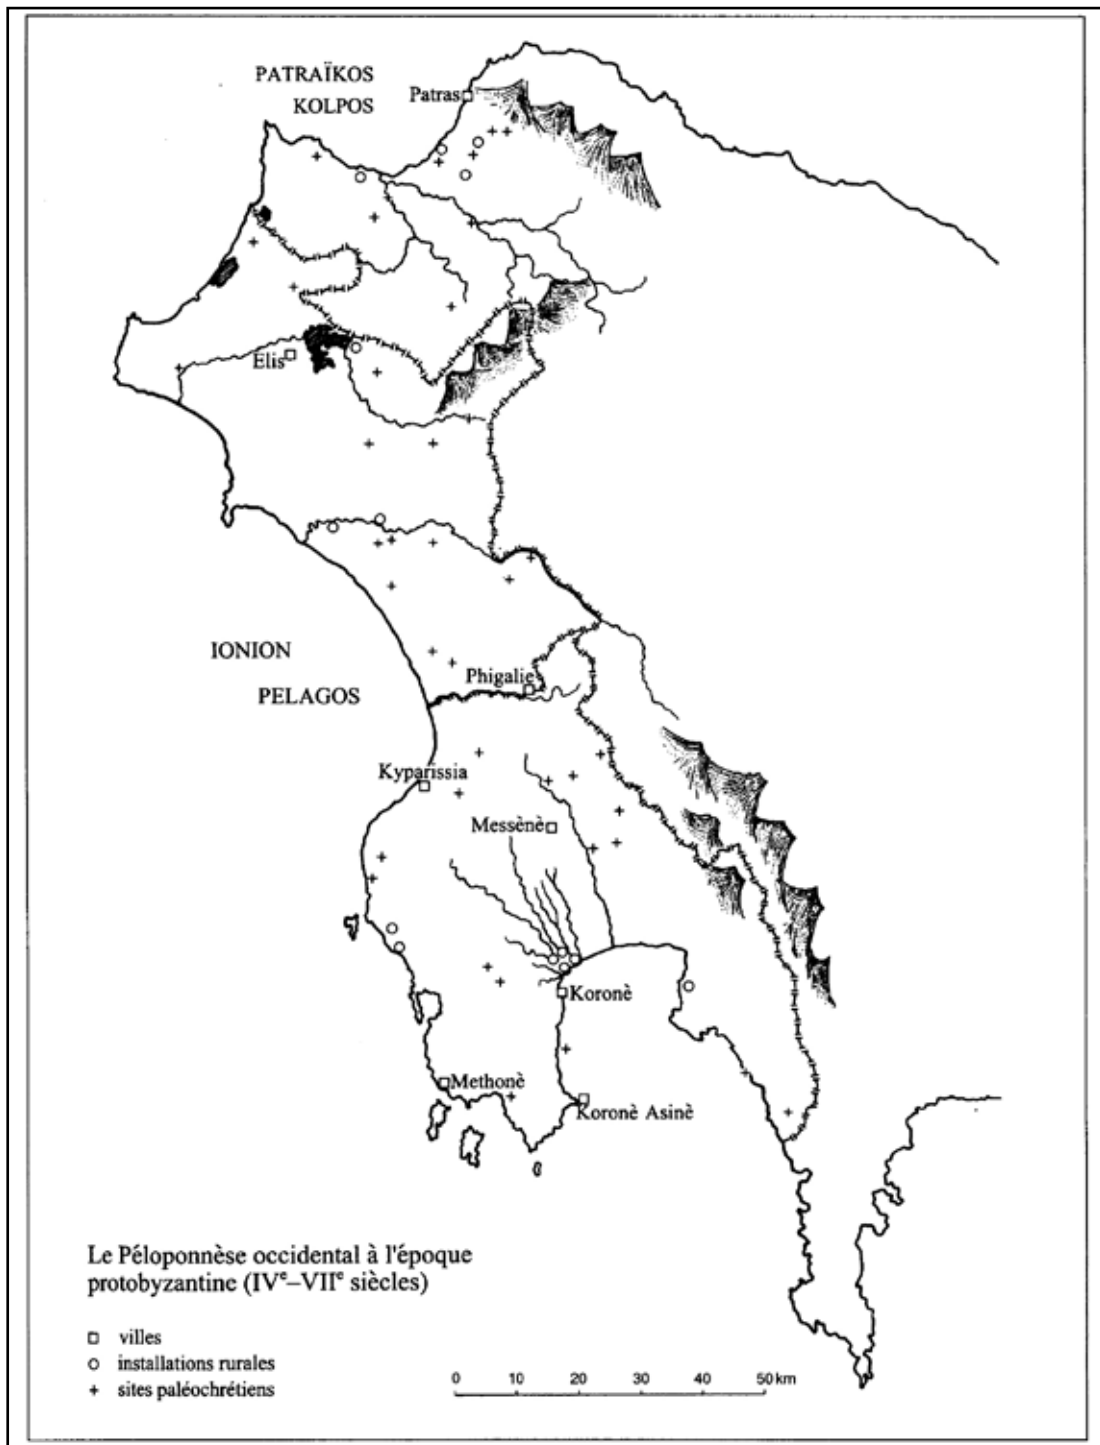 PATRAÏKOS
KOLPOS
Patras
Elis
IONION
PELAGOS
Phigalie
Kyparissia
Messènè
Koronè
Methonè
Koronè Asinè
Le Péloponnèse occidental à l'époque
protobyzantine (IVe–VIIe siècles)
villes
installations rurales
sites paléochrétiens
0 10 20 30 40 50 km